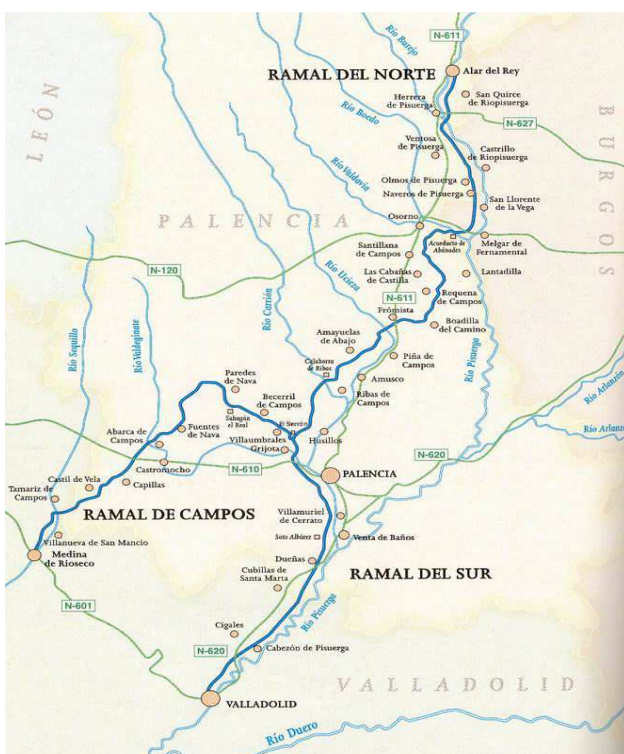 Río Burejo
N-611
RAMAL DEL NORTE
Alar del Rey
LEÓN
Herrera
de Pisuerga
San Quirce
de Riopisuerga
BURGOS
Río Boedo
N-627
Ventosa
de Pisuerga
Castrillo
de Riopisuerga
Río Valdavia
Olmos de Pisuerga
Naveros de Pisuerga
San Llorente
de la Vega
PALENCIA
Osorno
Acueducto de
Abánades
Melgar de
Fernamental
Santillana
de Campos
N-120
Río Ucieza
Las Cabañas
de Castilla
Lantadilla
Río Carrión
N-611
Requena
de Campos
Frómista
Boadilla
del Camino
Río Sequillo
Río Valdeginate
Amayuelas
de Abajo
Río Pisuerga
Calahorra
de Ribas
Piña de
Campos
Paredes
de Nava
Amusco
Río Arlanzón
Becerril
de Campos
Ribas de
Campos
Sahagún
el Real
El Serrón
Río Arlanza
Abarca de
Campos
Fuentes
de Nava
Villaumbrales
Grijota
Husillos
N-620
Castromocho
N-610
PALENCIA
Castil de Vela
Tamariz de
Campos
Capillas
RAMAL DE CAMPOS
Villamuriel
de Cerrato
Villanueva de San Mancio
Soto Albúrez
Venta de Baños
Medina
de Rioseco
Dueñas
RAMAL DEL SUR
Cubillas de
Santa Marta
Río Pisuerga
N-601
Cigales
N-620
Cabezón de Pisuerga
VALLADOLID
VALLADOLID
Río Duero